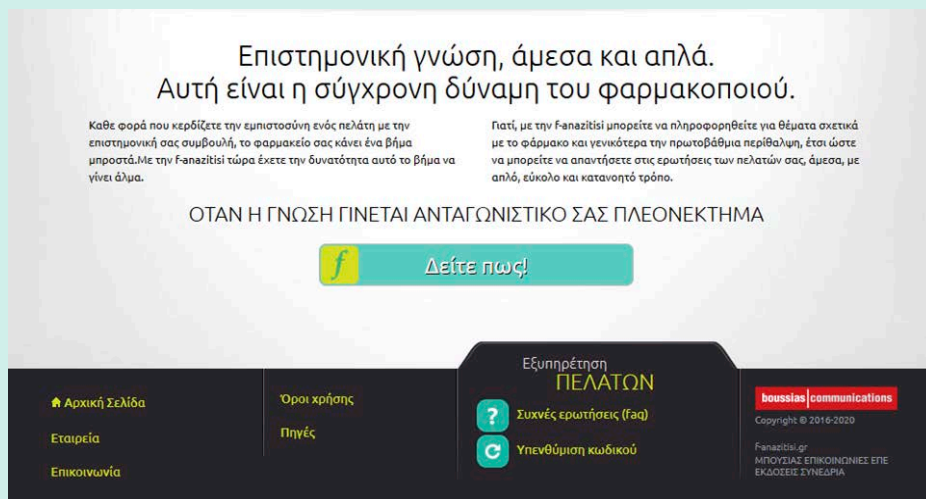 Επιστημονική γνώση, άμεσα και απλά.
Αυτή είναι η σύγχρονη δύναμη του φαρμακοποιού.
Καθε φορά που κερδίζετε την εμπιστοσύνη ενός πελάτη με την
επιστημονική σας συμβουλή, το φαρμακείο σας κάνει ένα βήμα
μπροστά.Με την f-anazitisi τώρα έχετε την δυνατότητα αυτό το βήμα να
γίνει άλμα.
Γιατί, με την f-anazitisi μπορείτε να πληροφορηθείτε για θέματα σχετικά
με το φάρμακο και γενικότερα την πρωτοβάθμια περίθαλψη, έτσι ώστε
να μπορείτε να απαντήσετε στις ερωτήσεις των πελατών σας, άμεσα, με
απλό, εύκολο και κατανοητό τρόπο.
ΟΤΑΝ Η ΓΝΩΣΗ ΓΙΝΕΤΑΙ ΑΝΤΑΓΩΝΙΣΤΙΚΟ ΣΑΣ ΠΛΕΟΝΕΚΤΗΜΑ
f Δείτε πως!
Αρχική Σελίδα
Εταιρεία
Επικοινωνία
Όροι χρήσης
Πηγές
Εξυπηρέτηση
ΠΕΛΑΤΩΝ
? Συχνές ερωτήσεις (faq)
Υπενθύμιση κωδικού
boussias communications
Copyright © 2016-2020
f-anazitisi.gr
ΜΠΟΥΣΙΑΣ ΕΠΙΚΟΙΝΩΝΙΕΣ ΕΠΕ
ΕΚΔΟΣΕΙΣ ΣΥΝΕΔΡΙΑ